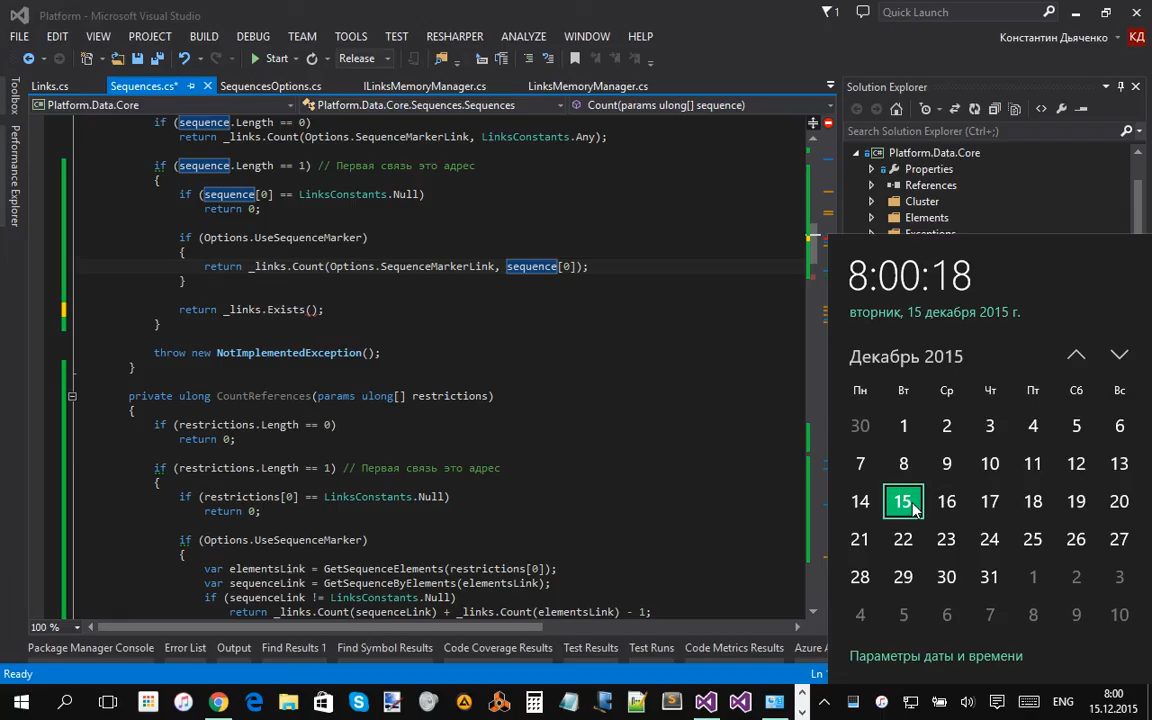 Platform - Microsoft Visual Studio
1
Quick Launch
FILE EDIT VIEW PROJECT BUILD DEBUG TEAM TOOLS TEST RESHARPER ANALYZE WINDOW HELP
Константин Дьяченко КД
Start Release
Links.cs Sequences.cs* SequencesOptions.cs ILinksMemoryManager.cs LinksMemoryManager.cs
Platform.Data.Core Platform.Data.Core.Sequences.Sequences Count(params ulong[] sequence)
Toolbox
Performance Explorer
if (sequence.Length == 0)
return _links.Count(Options.SequenceMarkerLink, LinksConstants.Any);
if (sequence.Length == 1) // Первая связь это адрес
{
if (sequence[0] == LinksConstants.Null)
return 0;
if (Options.UseSequenceMarker)
{
return _links.Count(Options.SequenceMarkerLink, sequence[0]);
}
return _links.Exists();
}
throw new NotImplementedException();
}
private ulong CountReferences(params ulong[] restrictions)
{
if (restrictions.Length == 0)
return 0;
if (restrictions.Length == 1) // Первая связь это адрес
{
if (restrictions[0] == LinksConstants.Null)
return 0;
if (Options.UseSequenceMarker)
{
var elementsLink = GetSequenceElements(restrictions[0]);
var sequenceLink = GetSequenceByElements(elementsLink);
if (sequenceLink != LinksConstants.Null)
return _links.Count(sequenceLink) + _links.Count(elementsLink) - 1;
100 %
Solution Explorer
Search Solution Explorer (Ctrl+;)
Platform.Data.Core
Properties
References
Cluster
Elements
8:00:18
вторник, 15 декабря 2015 г.
Декабрь 2015
Пн Вт Ср Чт Пт Сб Вс
30 1 2 3 4 5 6
7 8 9 10 11 12 13
14 15 16 17 18 19 20
21 22 23 24 25 26 27
28 29 30 31 1 2 3
4 5 6 7 8 9 10
Параметры даты и времени
Package Manager Console Error List Output Find Results 1 Find Symbol Results Code Coverage Results Test Results Test Runs Code Metrics Results Azure A
Ready Ln
ENG 8:00
15.12.2015